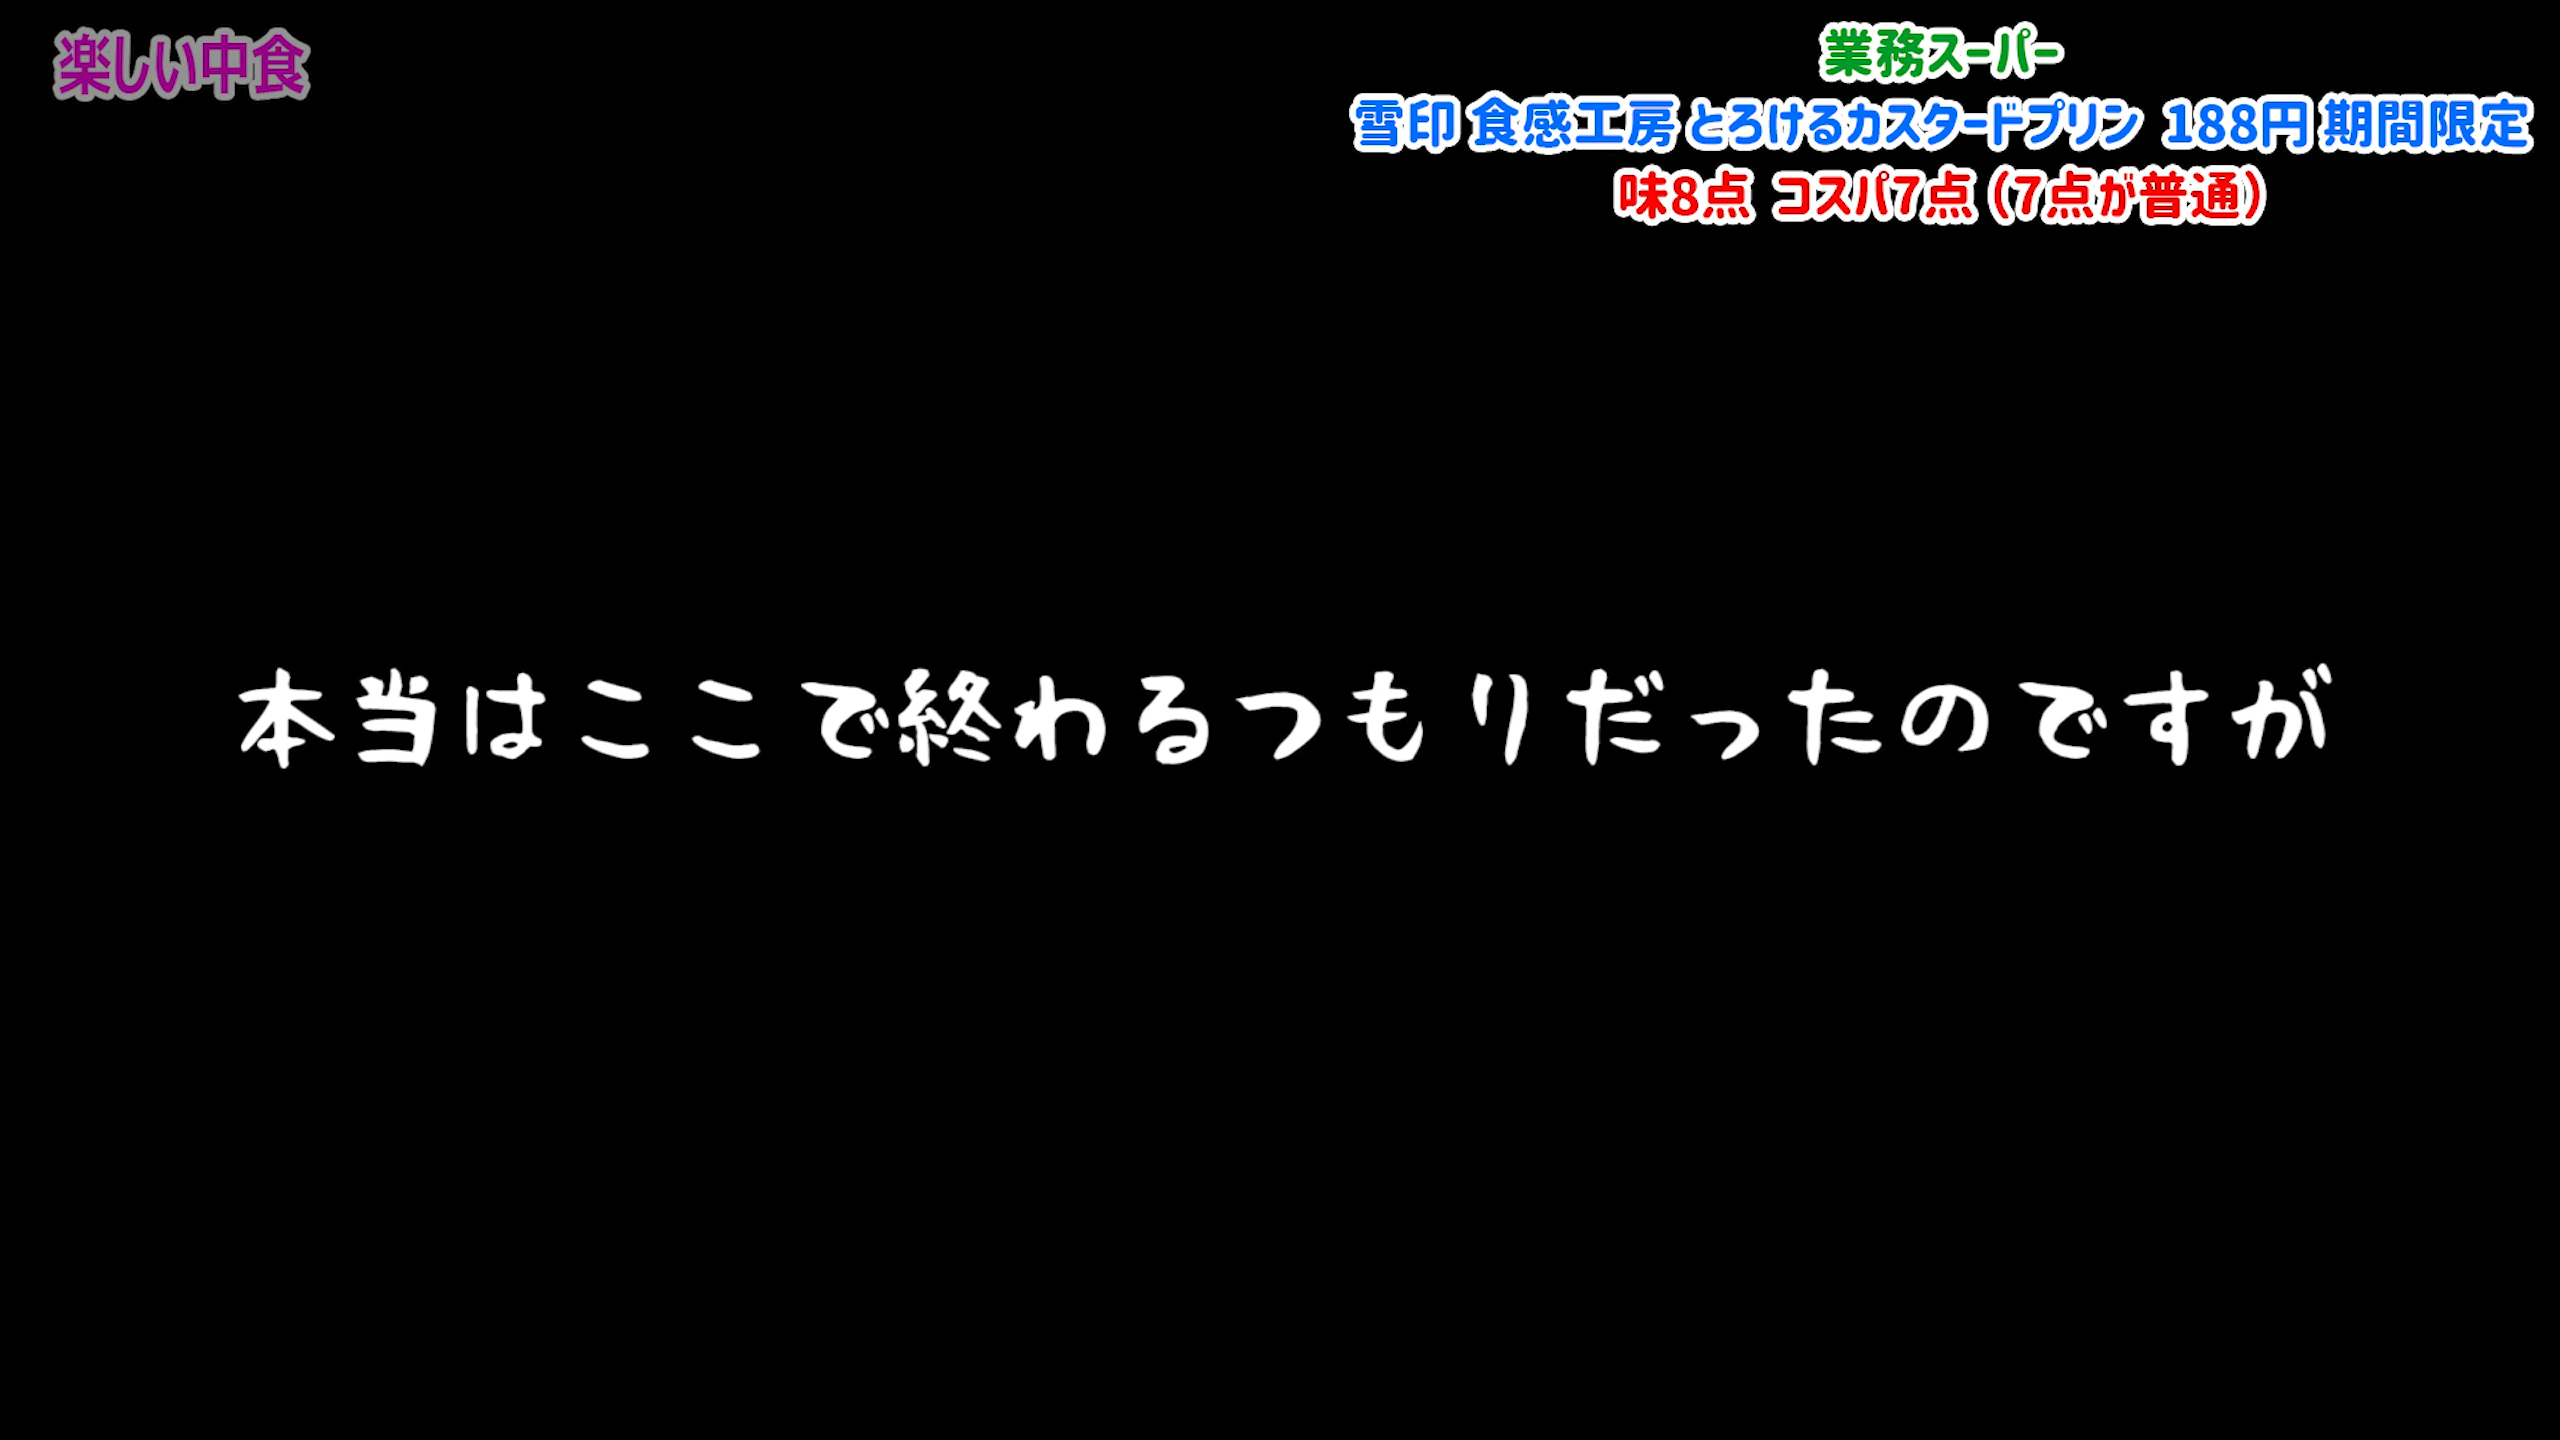 楽しい中食
業務スーパー
雪印 食感工房 とろけるカスタードプリン 188円 期間限定
味8点 コスパ7点（7点が普通）
本当はここで終わるつもりだったのですが